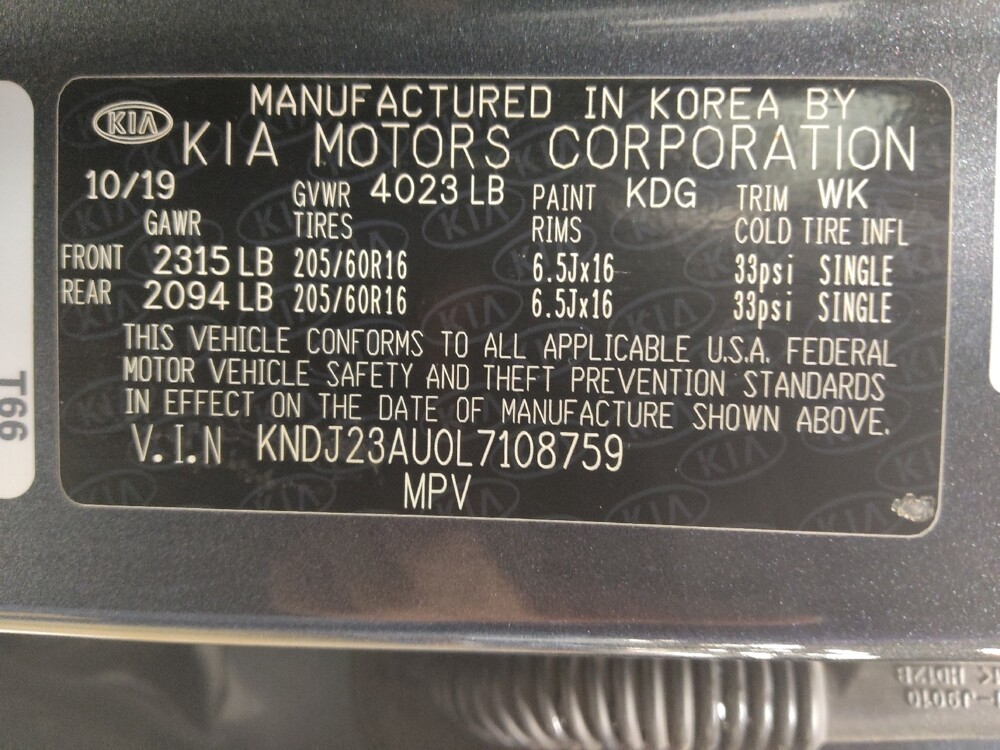 MANUFACTURED IN KOREA BY
KIA KIA MOTORS CORPORATION
10/19 GVWR 4023 LB PAINT KDG TRIM WK
GAWR TIRES RIMS COLD TIRE INFL
FRONT 2315 LB 205/60R16 6.5Jx16 33psi SINGLE
REAR 2094 LB 205/60R16 6.5Jx16 33psi SINGLE
THIS VEHICLE CONFORMS TO ALL APPLICABLE U.S.A. FEDERAL
MOTOR VEHICLE SAFETY AND THEFT PREVENTION STANDARDS
IN EFFECT ON THE DATE OF MANUFACTURE SHOWN ABOVE.
V.I.N KNDJ23AU0L7108759
MPV
T66